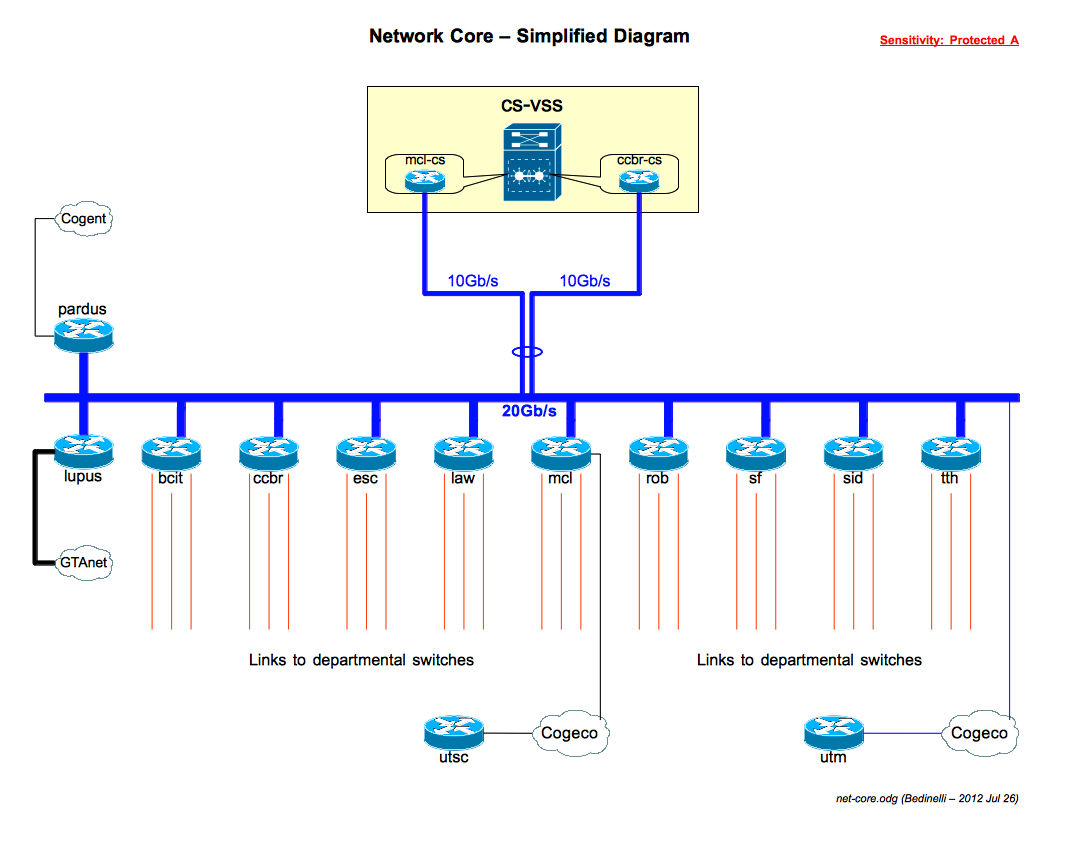 Network Core – Simplified Diagram
Sensitivity: Protected A
CS-VSS
mcl-cs
ccbr-cs
Cogent
10Gb/s
10Gb/s
pardus
20Gb/s
lupus
bcit
ccbr
esc
law
mcl
rob
sf
sid
tth
GTAnet
Links to departmental switches
Links to departmental switches
Cogeco
Cogeco
utsc
utm
net-core.odg (Bedinelli – 2012 Jul 26)